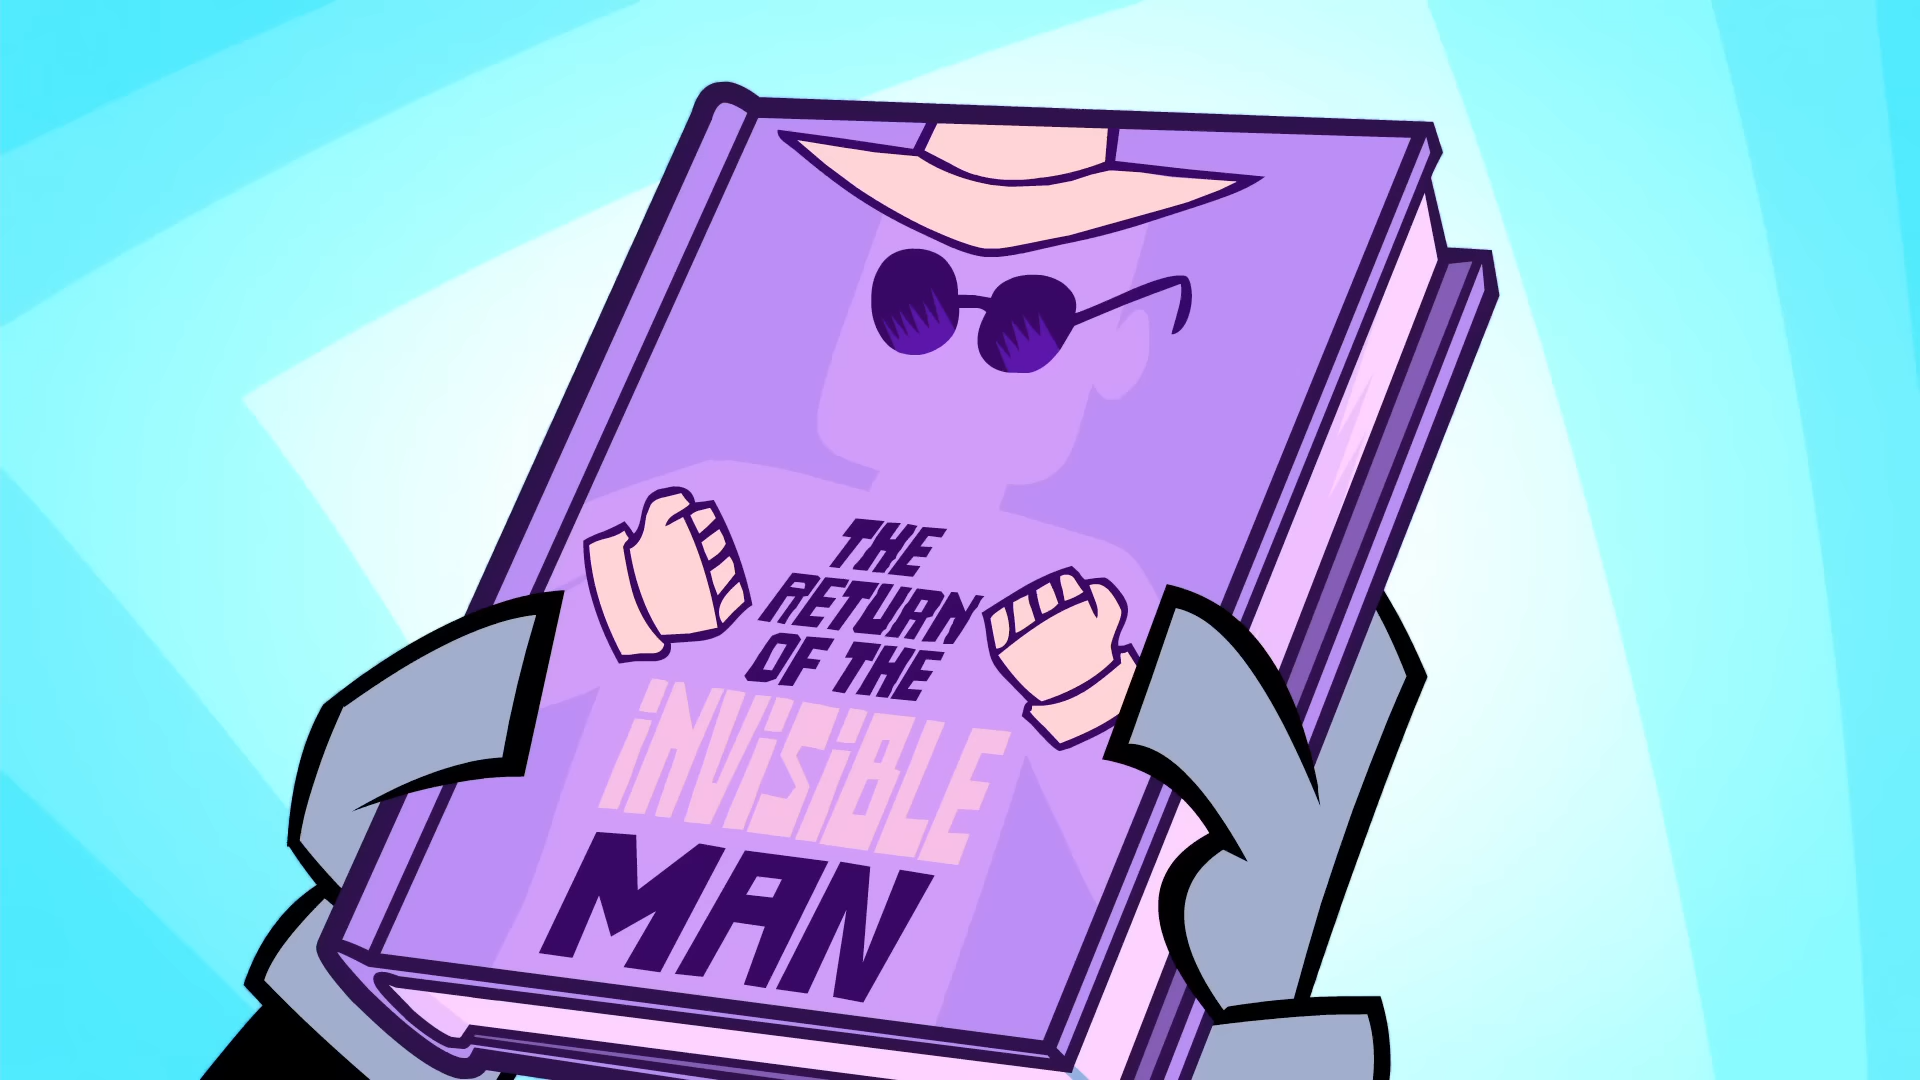 THE
RETURN
OF THE
iNViSiBLE
MAN